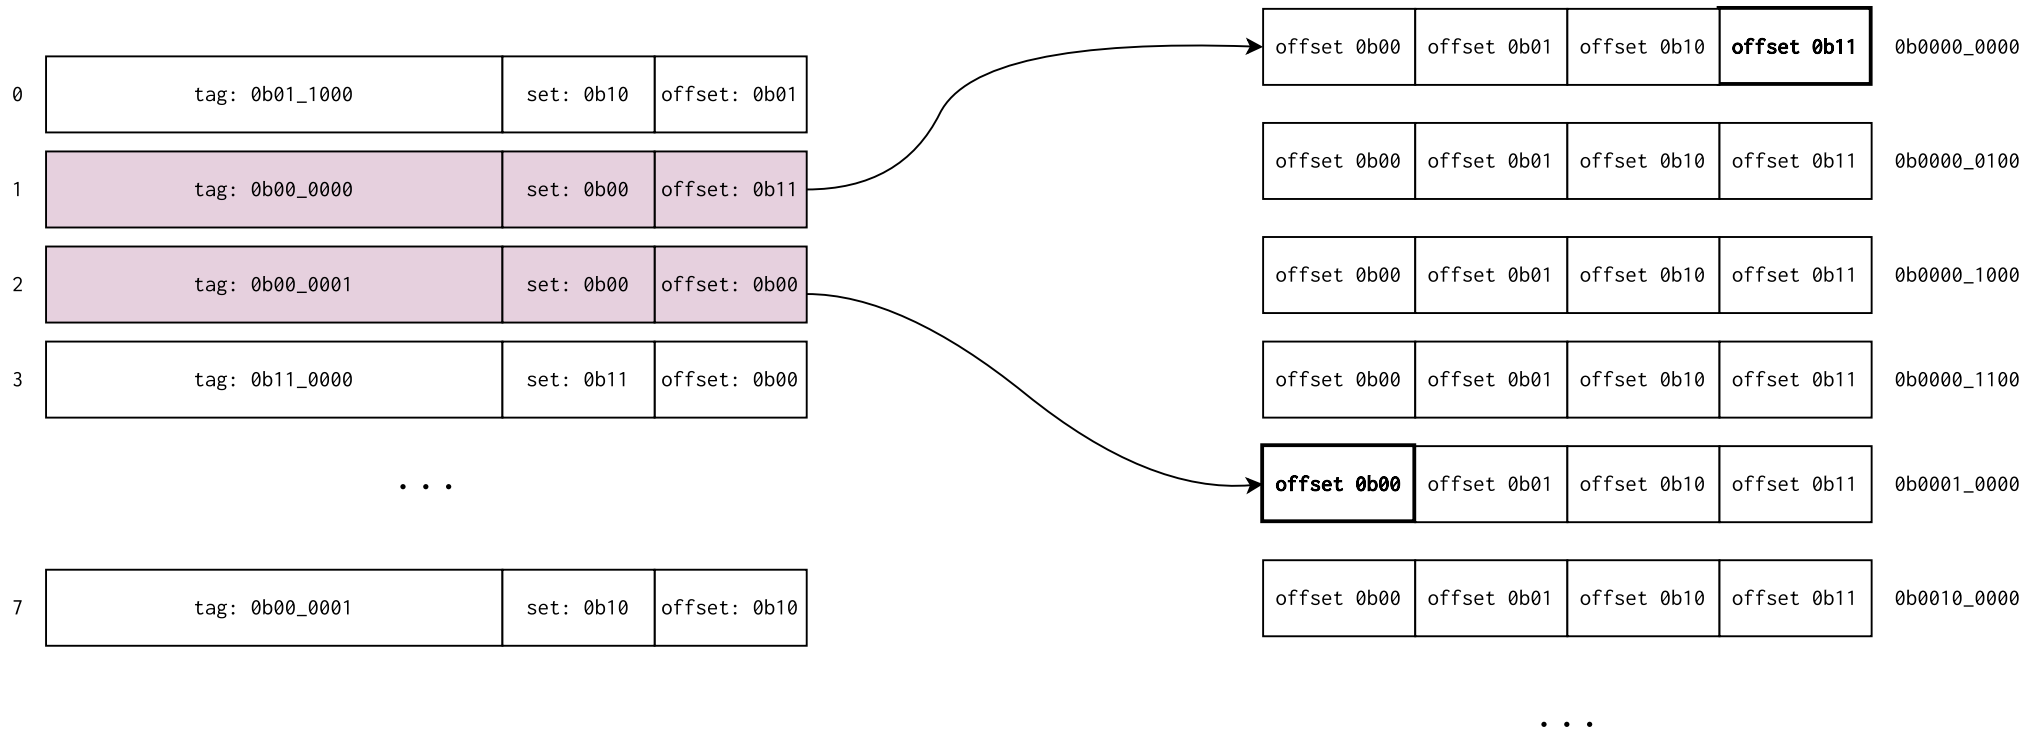 0 tag: 0b01_1000 set: 0b10 offset: 0b01
1 tag: 0b00_0000 set: 0b00 offset: 0b11
2 tag: 0b00_0001 set: 0b00 offset: 0b00
3 tag: 0b11_0000 set: 0b11 offset: 0b00
...
7 tag: 0b00_0001 set: 0b10 offset: 0b10
offset 0b00 offset 0b01 offset 0b10 offset 0b11 0b0000_0000
offset 0b00 offset 0b01 offset 0b10 offset 0b11 0b0000_0100
offset 0b00 offset 0b01 offset 0b10 offset 0b11 0b0000_1000
offset 0b00 offset 0b01 offset 0b10 offset 0b11 0b0000_1100
offset 0b00 offset 0b01 offset 0b10 offset 0b11 0b0001_0000
offset 0b00 offset 0b01 offset 0b10 offset 0b11 0b0010_0000
...